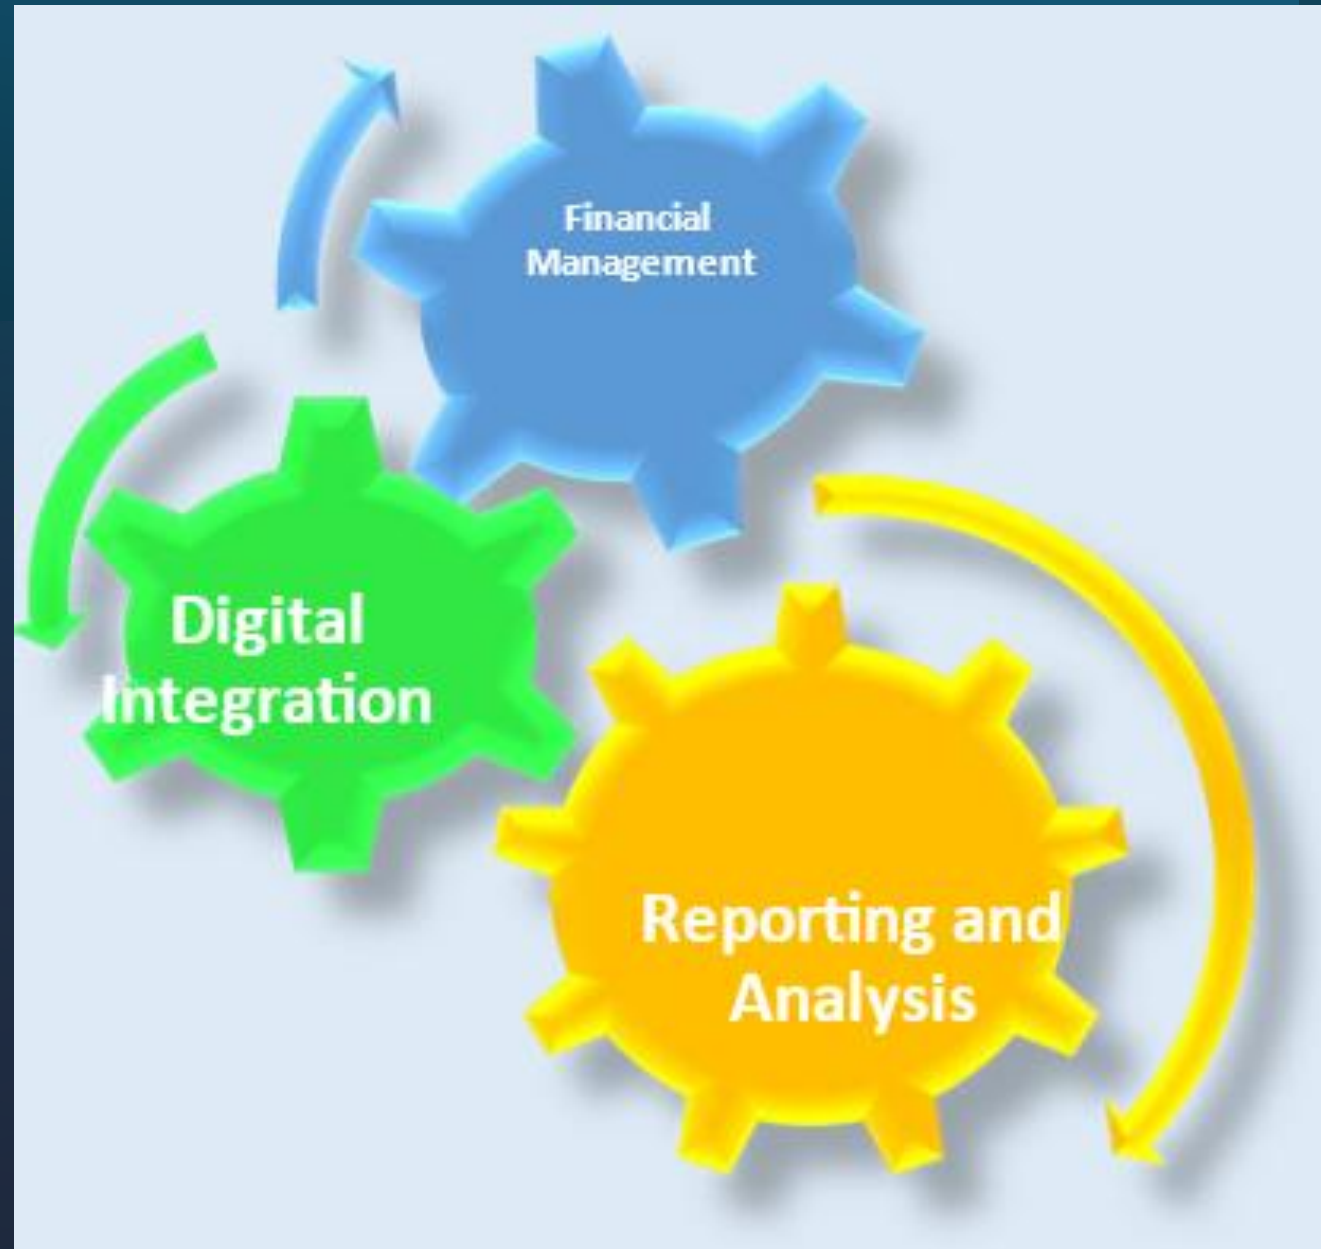 Financial
Management
Digital
Integration
Reporting and
Analysis